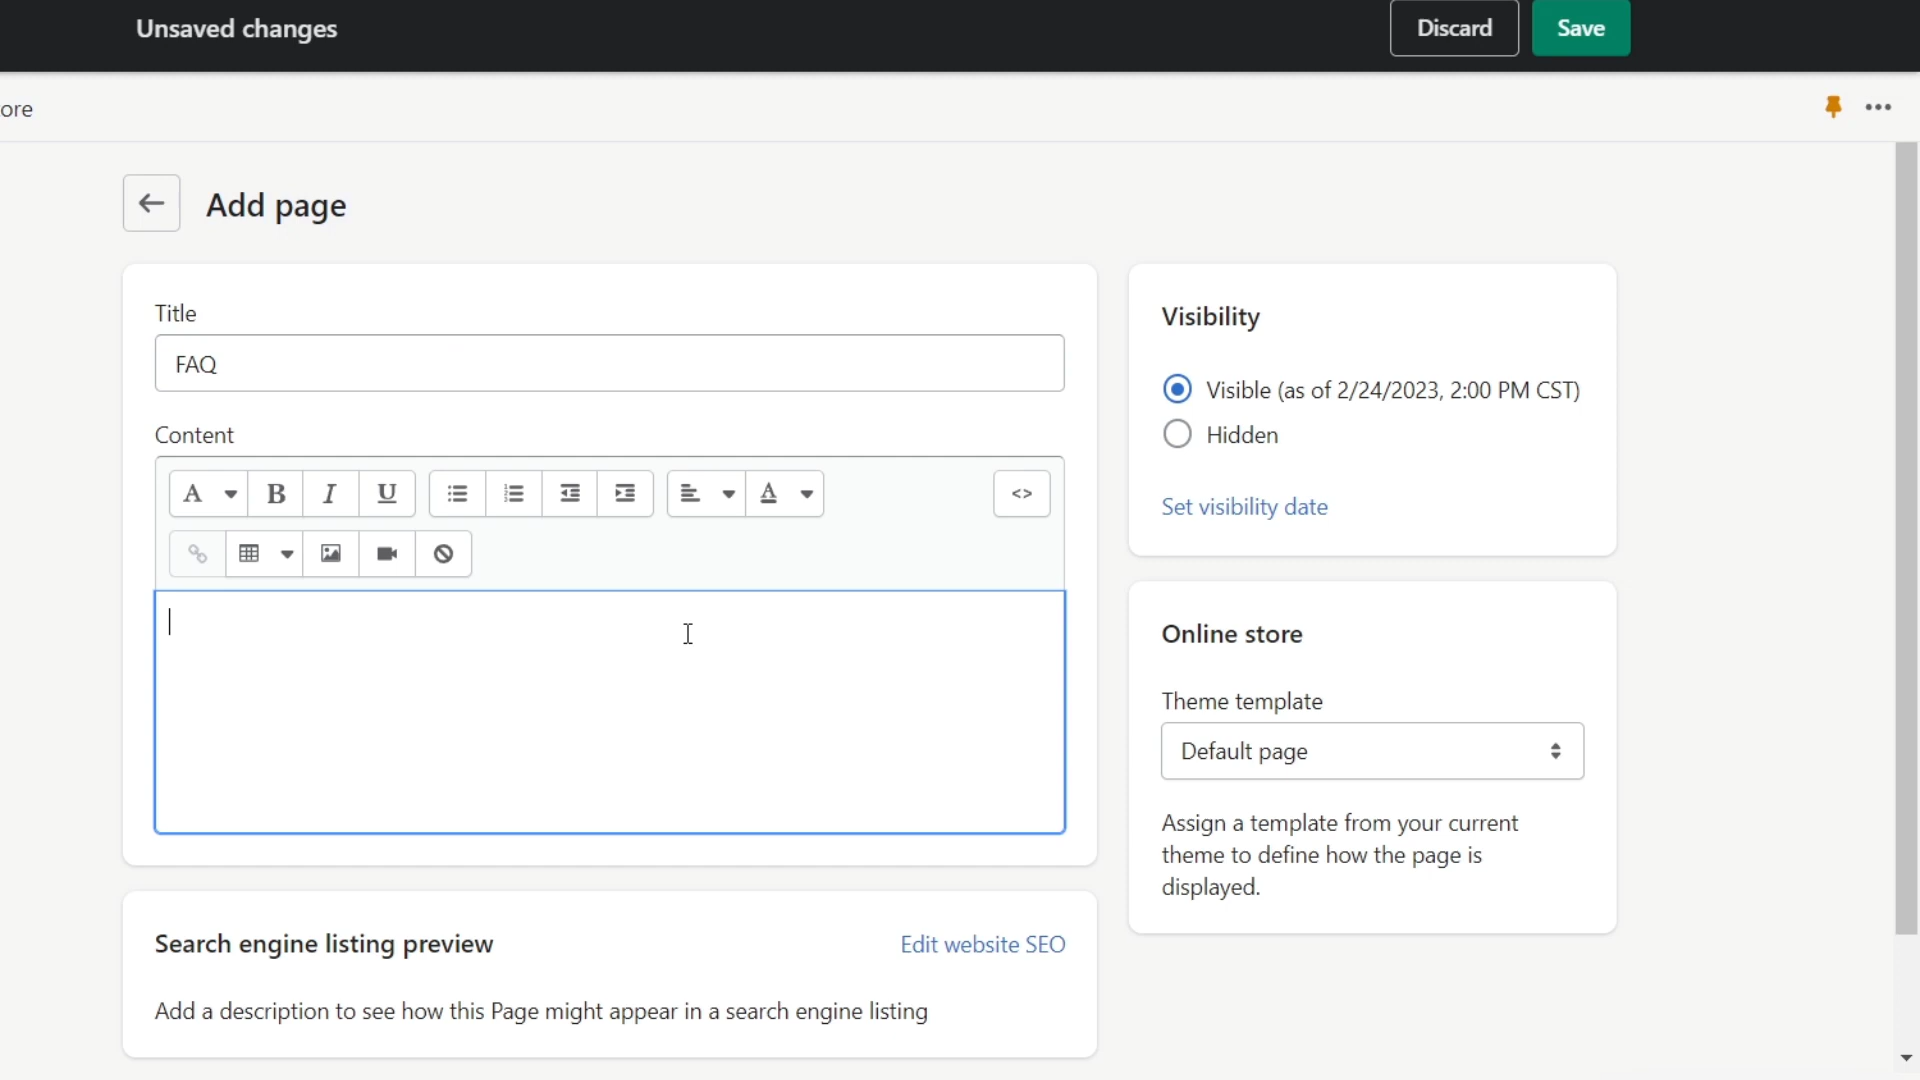 Unsaved changes
Discard
Save
ore
Add page
Title
FAQ
Content
A
B
I
U
A
<>
Visibility
Visible (as of 2/24/2023, 2:00 PM CST)
Hidden
Set visibility date
Online store
Theme template
Default page
Assign a template from your current
theme to define how the page is
displayed.
Search engine listing preview
Edit website SEO
Add a description to see how this Page might appear in a search engine listing